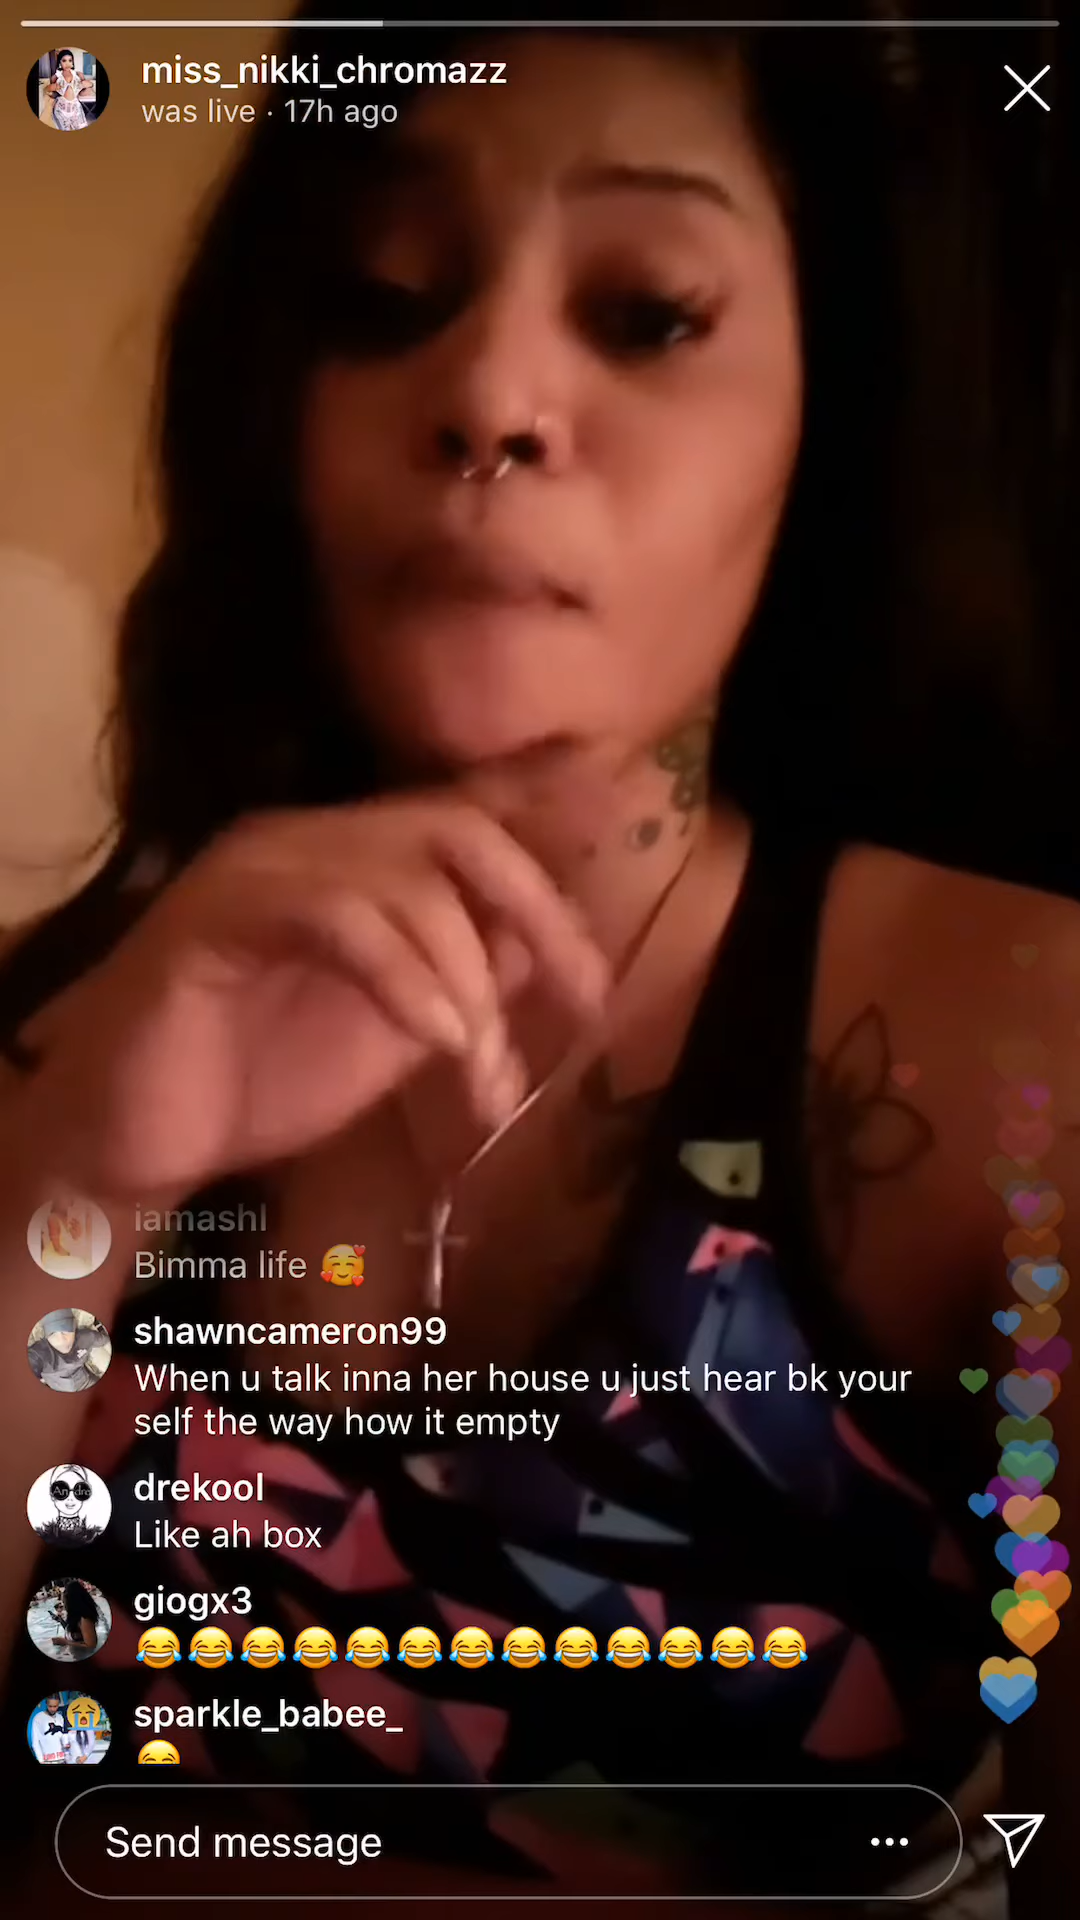 miss_nikki_chromazz
was live · 17h ago
iamashl
Bimma life 🥰
shawncameron99
When u talk inna her house u just hear bk your
self the way how it empty
drekool
Like ah box
giogx3
😂😂😂😂😂😂😂😂😂😂😂😂😂
sparkle_babee_
😂
Send message